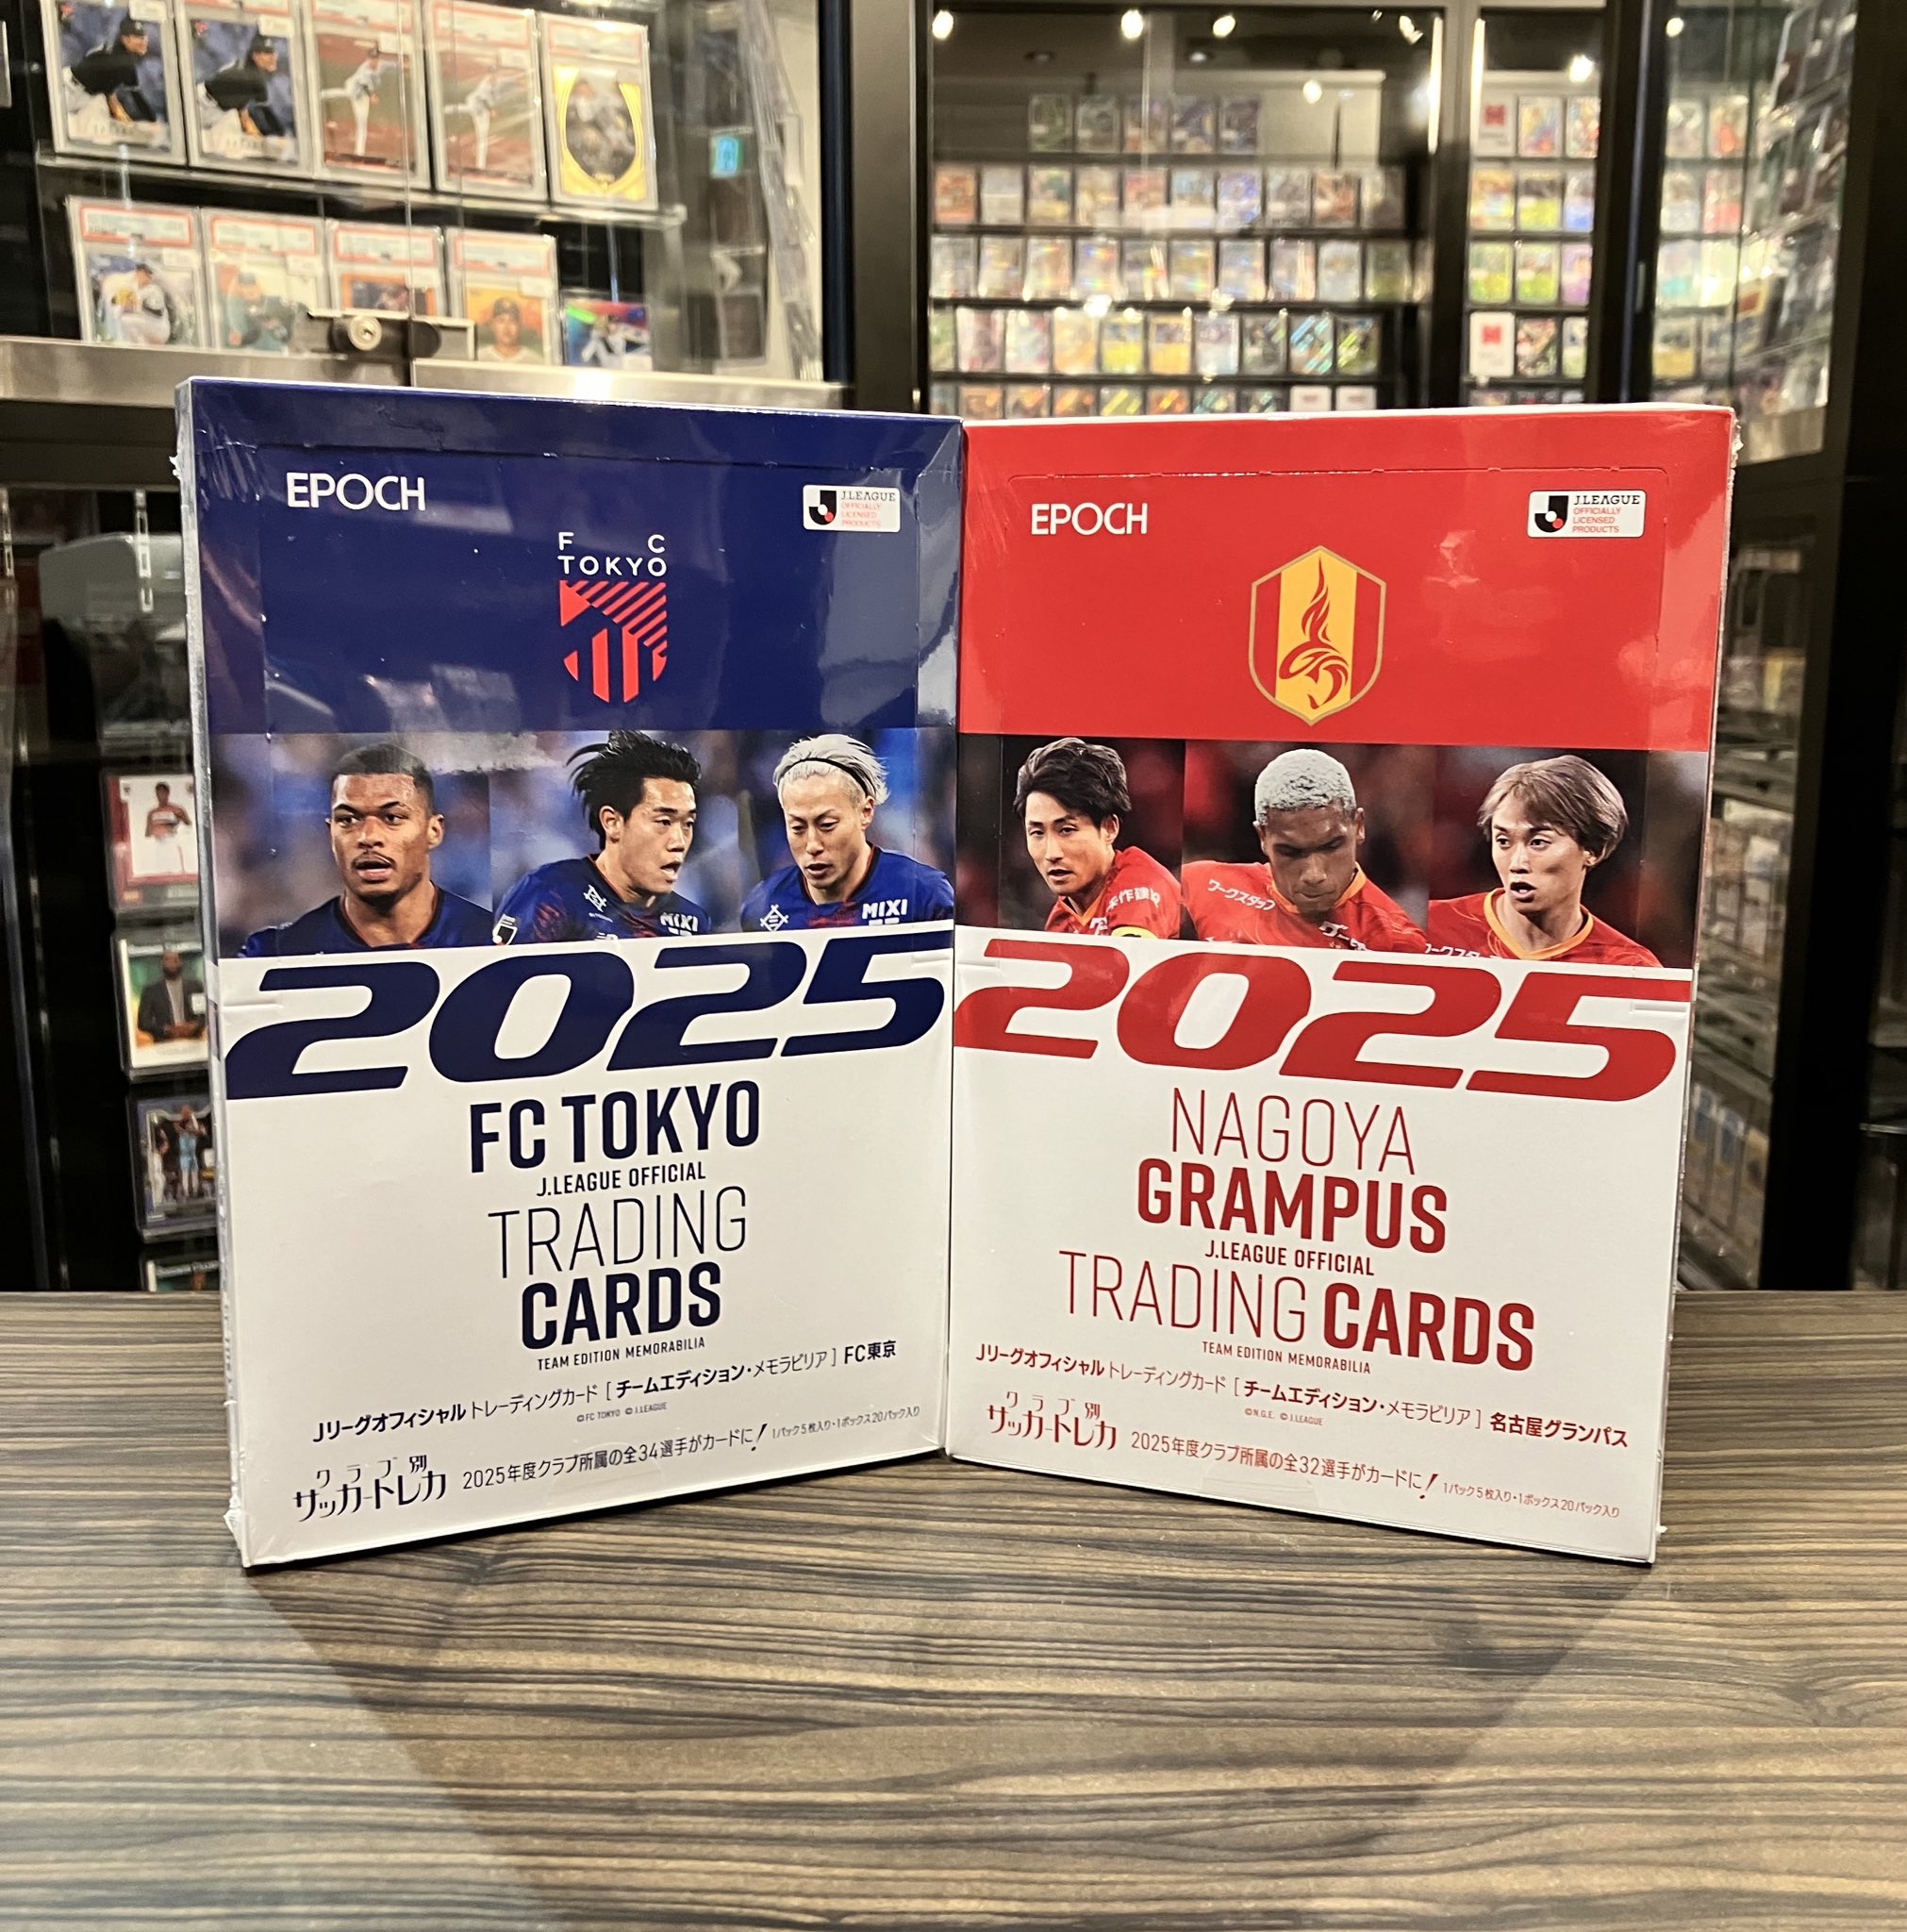 EPOCH
J.LEAGUE
OFFICIALLY
LICENSED
PRODUCTS
F C
TOKYO
MIXI
MIXI
2025
FC TOKYO
J.LEAGUE OFFICIAL
TRADING
CARDS
TEAM EDITION MEMORABILIA
Jリーグオフィシャルトレーディングカード [ チームエディション・メモラビリア ] FC東京
©FC TOKYO ©J.LEAGUE
クラブ別
サッカートレカ
2025年度クラブ所属の全34選手がカードに! 1パック5枚入り・1ボックス20パック入り
EPOCH
J.LEAGUE
OFFICIALLY
LICENSED
PRODUCTS
ワークスタッフ
2025
NAGOYA
GRAMPUS
J.LEAGUE OFFICIAL
TRADING CARDS
TEAM EDITION MEMORABILIA
Jリーグオフィシャルトレーディングカード [ チームエディション・メモラビリア ] 名古屋グランパス
©N.G.E. ©J.LEAGUE
クラブ別
サッカートレカ
2025年度クラブ所属の全32選手がカードに! 1パック5枚入り・1ボックス20パック入り